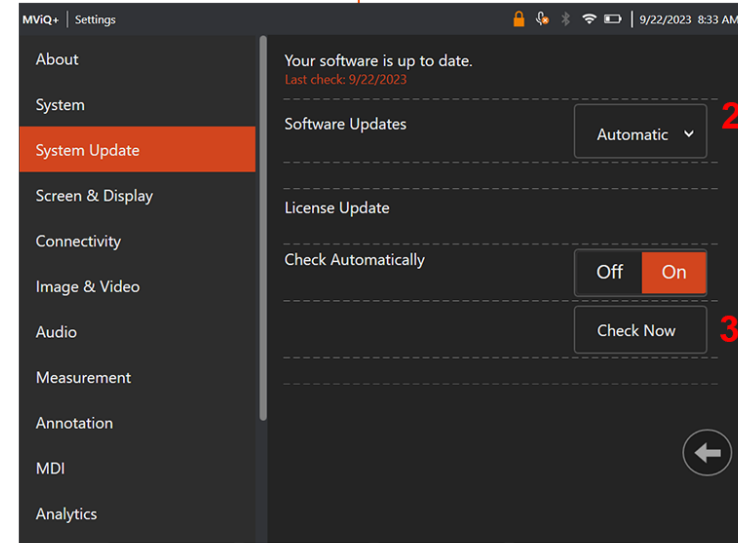 MViQ+ | Settings 9/22/2023 8:33 AM
About
System
System Update
Screen & Display
Connectivity
Image & Video
Audio
Measurement
Annotation
MDI
Analytics
Your software is up to date.
Last check: 9/22/2023
Software Updates Automatic 2
License Update
Check Automatically Off On
Check Now 3